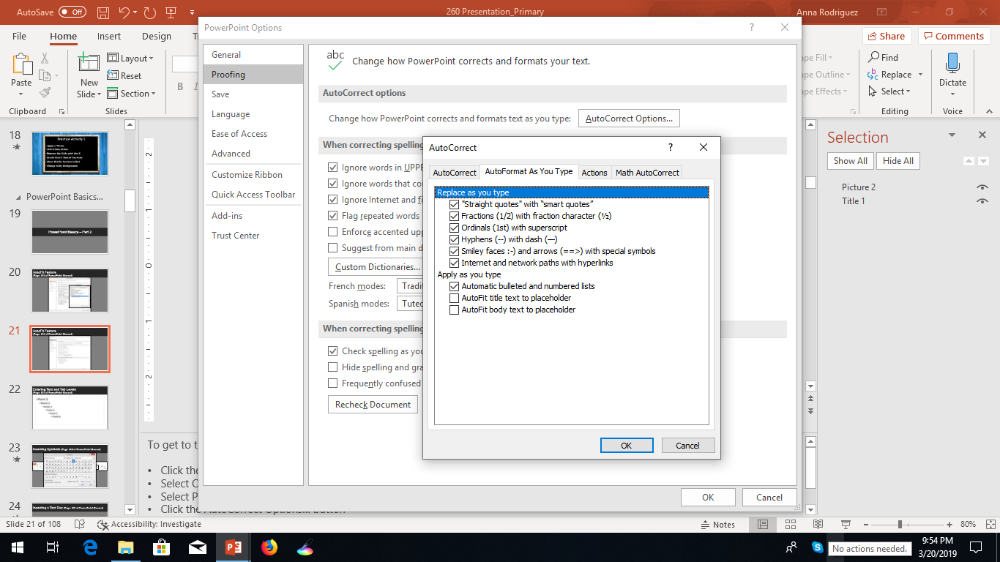 AutoSave Off 260 Presentation_Primary Anna Rodriguez
PowerPoint Options ?
File Home Insert Design
Share Comments
Paste
Clipboard
New
Slide
Layout
Reset
Section
Slides
B
Find
Replace
Select
Editing
Dictate
Voice
ape Fill
ape Outline
ape Effects
General
Proofing
Save
Language
Ease of Access
Advanced
Customize Ribbon
Quick Access Toolbar
Add-ins
Trust Center
abc
Change how PowerPoint corrects and formats your text.
AutoCorrect options
Change how PowerPoint corrects and formats text as you type: AutoCorrect Options...
When correcting spelling
Ignore words in UPPE
Ignore words that co
Ignore Internet and fi
Flag repeated words
Enforce accented upp
Suggest from main d
Custom Dictionaries...
French modes: Tradit
Spanish modes: Tuteo
When correcting spelling
Check spelling as you
Hide spelling and gra
Frequently confused
Recheck Document
OK Cancel
AutoCorrect ?
AutoCorrect AutoFormat As You Type Actions Math AutoCorrect
Replace as you type
"Straight quotes" with “smart quotes”
Fractions (1/2) with fraction character (½)
Ordinals (1st) with superscript
Hyphens (--) with dash (—)
Smiley faces :-) and arrows (==>) with special symbols
Internet and network paths with hyperlinks
Apply as you type
Automatic bulleted and numbered lists
AutoFit title text to placeholder
AutoFit body text to placeholder
OK Cancel
Selection
Show All Hide All
Picture 2
Title 1
18
Practice Activity 1
PowerPoint Basics...
19
PowerPoint Basics – Part 2
20
AutoFit Feature
21
AutoFit Feature
22
Entering Text and Tab Levels
23
Inserting Symbols
24
2
1
0
1
2
To get to t
• Click the
• Select O
• Select P
• Click the AutoCorrect Options... button
Slide 21 of 108 Accessibility: Investigate Notes 80%
No actions needed.
9:54 PM
3/20/2019